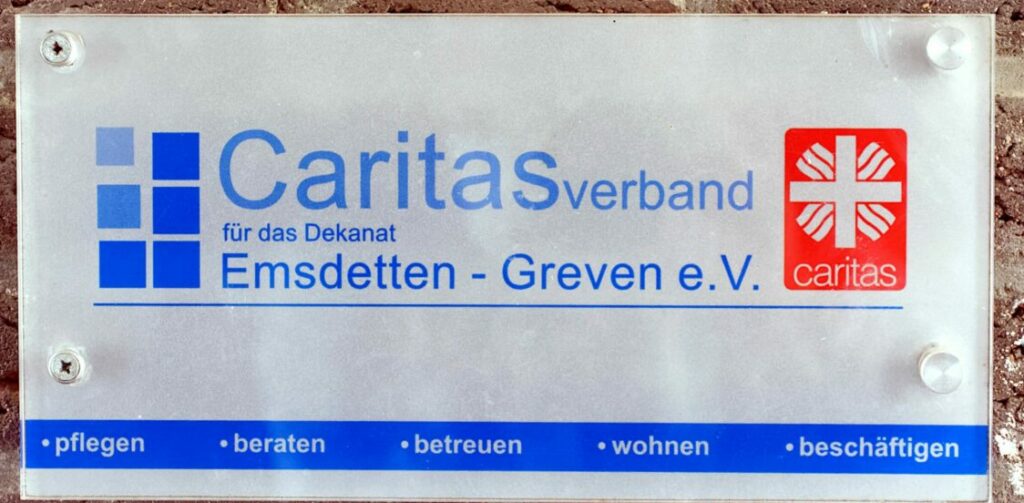 Caritasverband
für das Dekanat
Emsdetten - Greven e.V.
caritas
• pflegen • beraten • betreuen • wohnen • beschäftigen